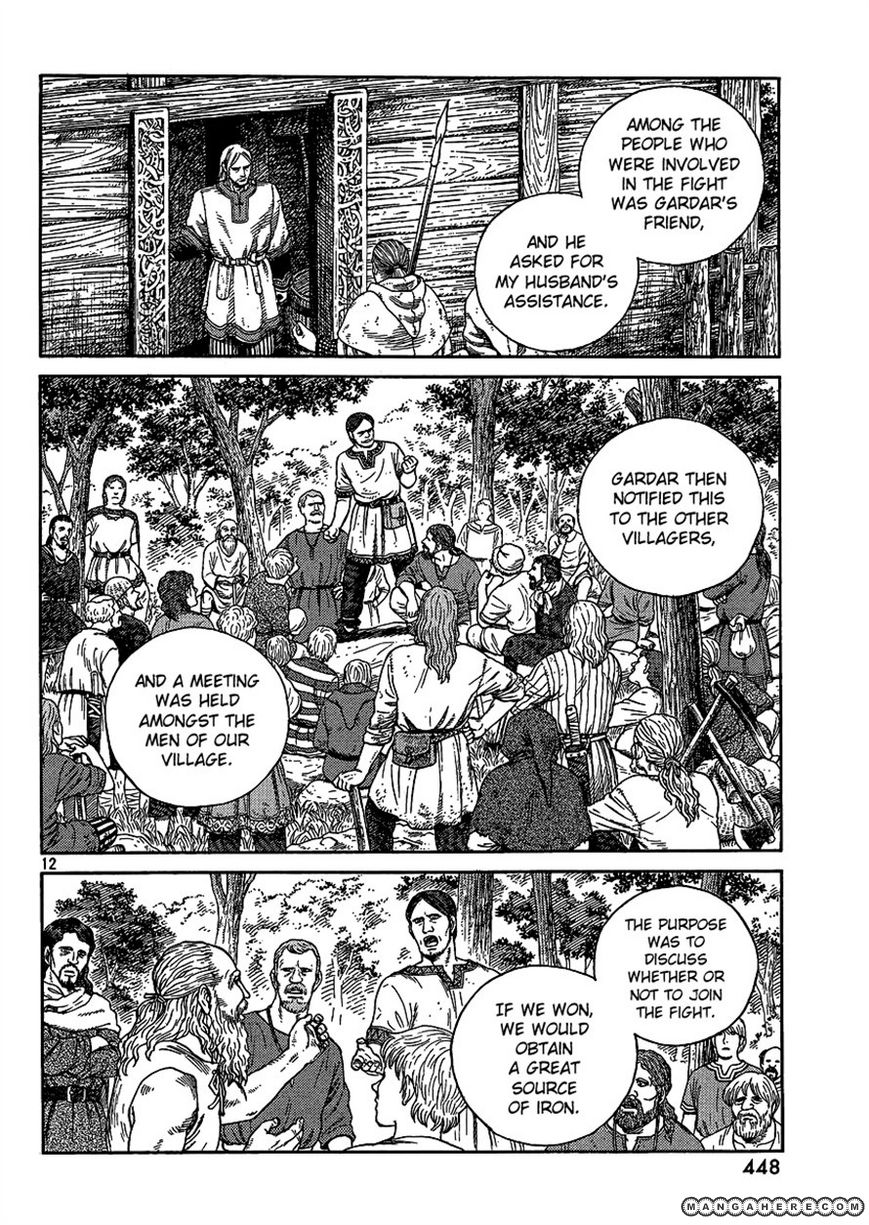 AMONG THE
PEOPLE WHO
WERE INVOLVED
IN THE FIGHT
WAS GARDAR'S
FRIEND,
AND HE
ASKED FOR
MY HUSBAND'S
ASSISTANCE.
GARDAR THEN
NOTIFIED THIS
TO THE OTHER
VILLAGERS,
AND A MEETING
WAS HELD
AMONGST THE
MEN OF OUR
VILLAGE.
12
THE PURPOSE
WAS TO
DISCUSS
WHETHER OR
NOT TO JOIN
THE FIGHT.
IF WE WON,
WE WOULD
OBTAIN
A GREAT
SOURCE
OF IRON.
448
MANGAHERE.COM